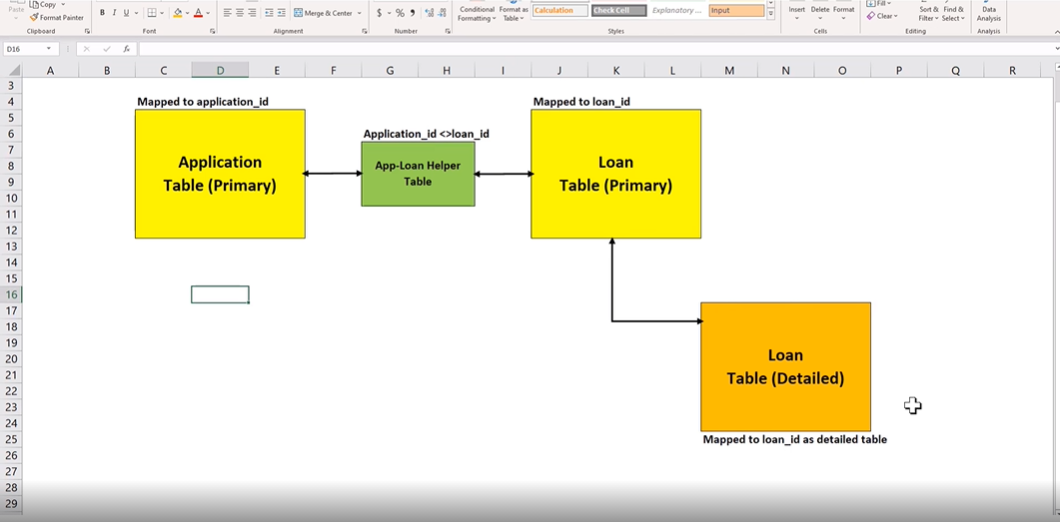 Paste
Copy
Format Painter
Clipboard
B I U
A
Font
Merge & Center
Alignment
$ % ,
Number
Conditional Formatting
Format as Table
Calculation
Check Cell
Explanatory ...
Input
Styles
Insert
Delete
Format
Cells
Fill
Clear
Sort & Filter
Find & Select
Editing
Data Analysis
Analysis
D16
fx
A B C D E F G H I J K L M N O P Q R
3
4
5
6
7
8
9
10
11
12
13
14
15
16
17
18
19
20
21
22
23
24
25
26
27
28
29
Mapped to application_id
Application
Table (Primary)
Application_id <>loan_id
App-Loan Helper
Table
Mapped to loan_id
Loan
Table (Primary)
Loan
Table (Detailed)
Mapped to loan_id as detailed table